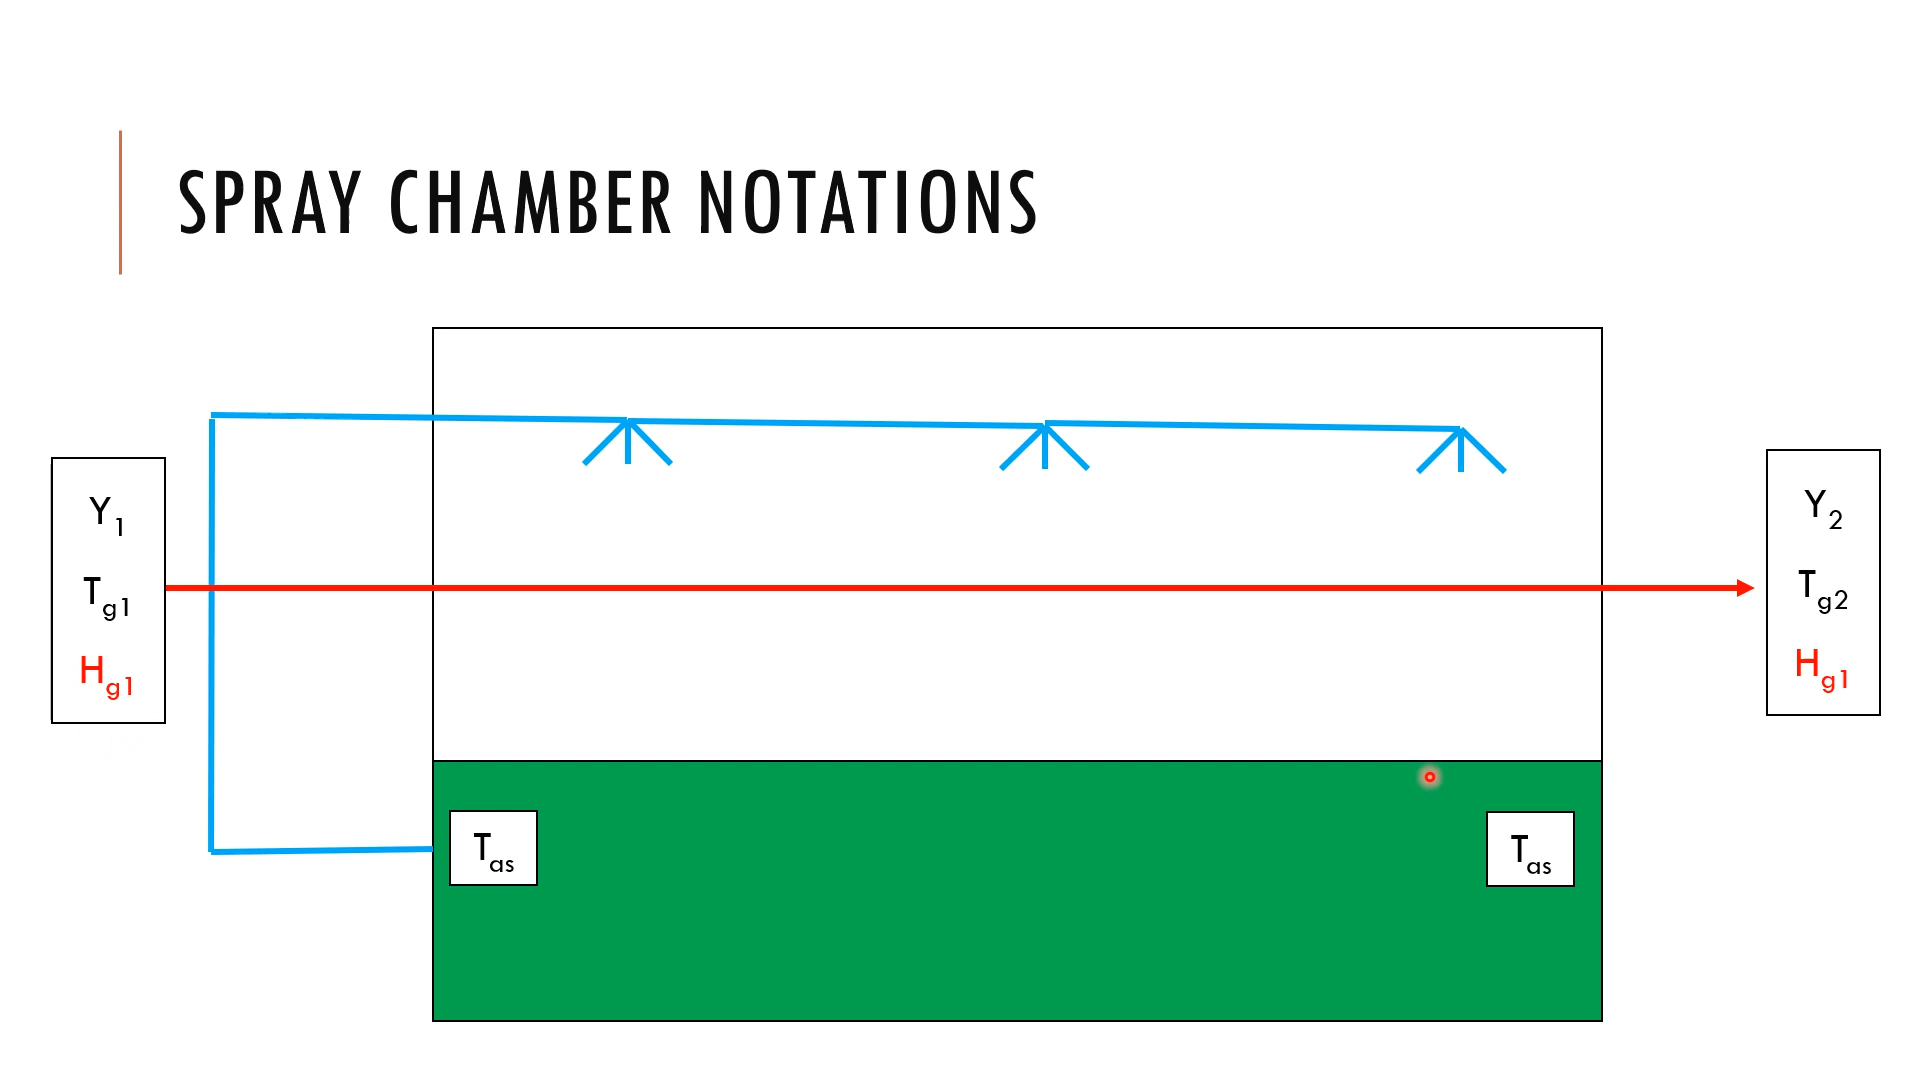 SPRAY CHAMBER NOTATIONS
Y1
Tg1
Hg1
Y2
Tg2
Hg1
Tas
Tas